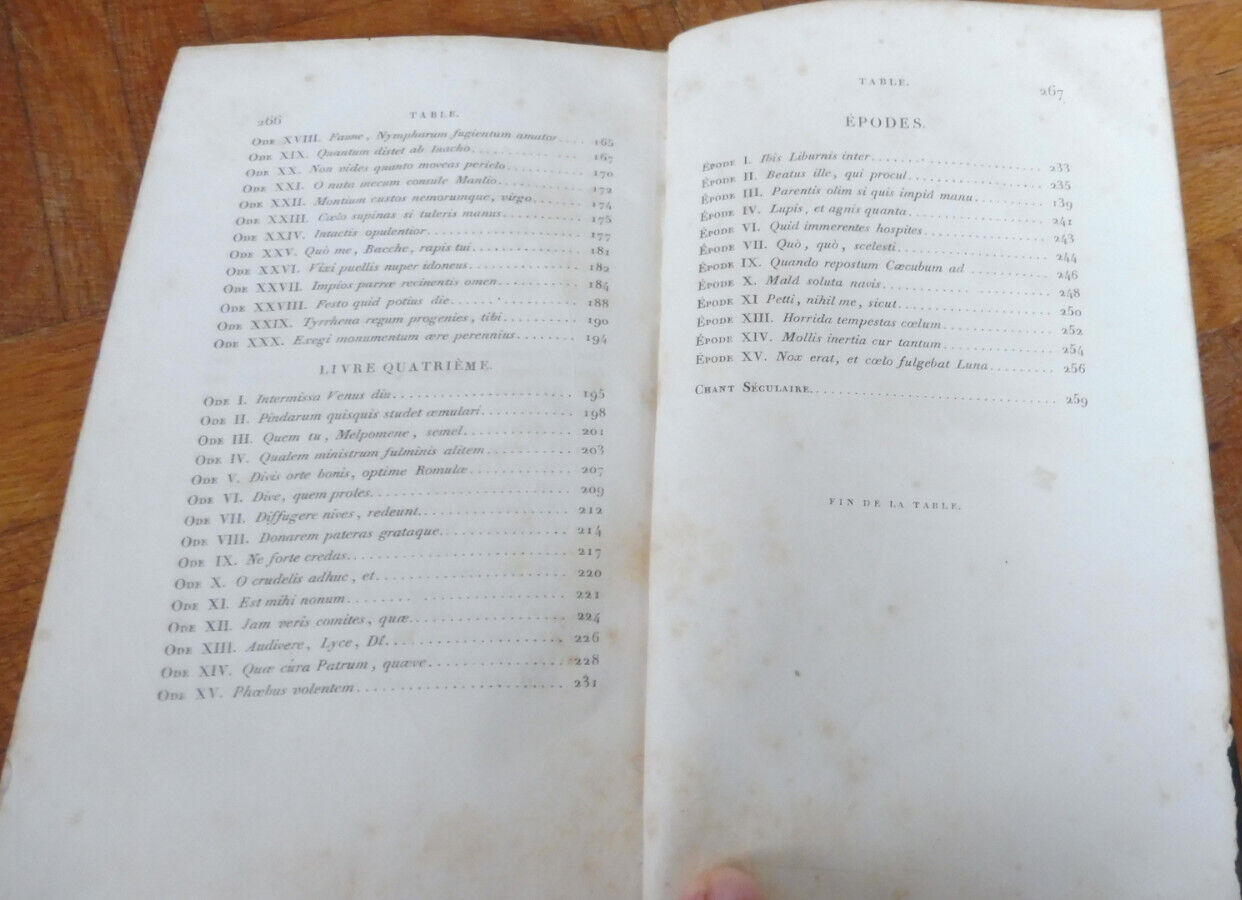 266 TABLE.
ODE XVIII. Faune, Nympharum fugientum amator.... 165
ODE XIX. Quantum distet ab Inacho.................. 167
ODE XX. Non vides quanto moveas periclo............ 170
ODE XXI. O nata mecum consule Manlio.............. 172
ODE XXII. Montium custos nemorumque, virgo........ 174
ODE XXIII. Cœlo supinas si tuleris manus............ 175
ODE XXIV. Intactis opulentior...................... 177
ODE XXV. Quò me, Bacche, rapis tui................ 181
ODE XXVI. Vixi puellis nuper idoneus................ 182
ODE XXVII. Impios parræ recinentis omen............ 184
ODE XXVIII. Festo quid potius die.................. 188
ODE XXIX. Tyrrhena regum progenies, tibi.......... 190
ODE XXX. Exegi monumentum ære perennius........ 194
LIVRE QUATRIÈME.
ODE I. Intermissa Venus diu........................ 195
ODE II. Pindarum quisquis studet æmulari............ 198
ODE III. Quem tu, Melpomene, semel................ 201
ODE IV. Qualem ministrum fulminis alitem............ 203
ODE V. Divis orte bonis, optime Romulæ............ 207
ODE VI. Dive, quem proles.......................... 209
ODE VII. Diffugere nives, redeunt.................... 212
ODE VIII. Donarem pateras grataque................ 214
ODE IX. Ne forte credas............................ 217
ODE X. O crudelis adhuc, et........................ 220
ODE XI. Est mihi nonum............................ 221
ODE XII. Jam veris comites, quæ.................... 224
ODE XIII. Audivere, Lyce, Dî........................ 226
ODE XIV. Quæ cúra Patrum, quæve.................. 228
ODE XV. Phœbus volentem.......................... 231
TABLE. 267
ÉPODES.
ÉPODE I. Ibis Liburnis inter........................ 233
ÉPODE II. Beatus ille, qui procul.................... 235
ÉPODE III. Parentis olim si quis impiâ manu.......... 139
ÉPODE IV. Lupis, et agnis quanta.................... 241
ÉPODE VI. Quid immerentes hospites................ 243
ÉPODE VII. Quò, quò, scelesti...................... 244
ÉPODE IX. Quando repostum Cæcubum ad............ 246
ÉPODE X. Malâ soluta navis........................ 248
ÉPODE XI Petti, nihil me, sicut...................... 250
ÉPODE XIII. Horrida tempestas cœlum................ 252
ÉPODE XIV. Mollis inertia cur tantum................ 254
ÉPODE XV. Nox erat, et cœlo fulgebat Luna.......... 256
CHANT SÉCULAIRE.................................. 259
FIN DE LA TABLE.